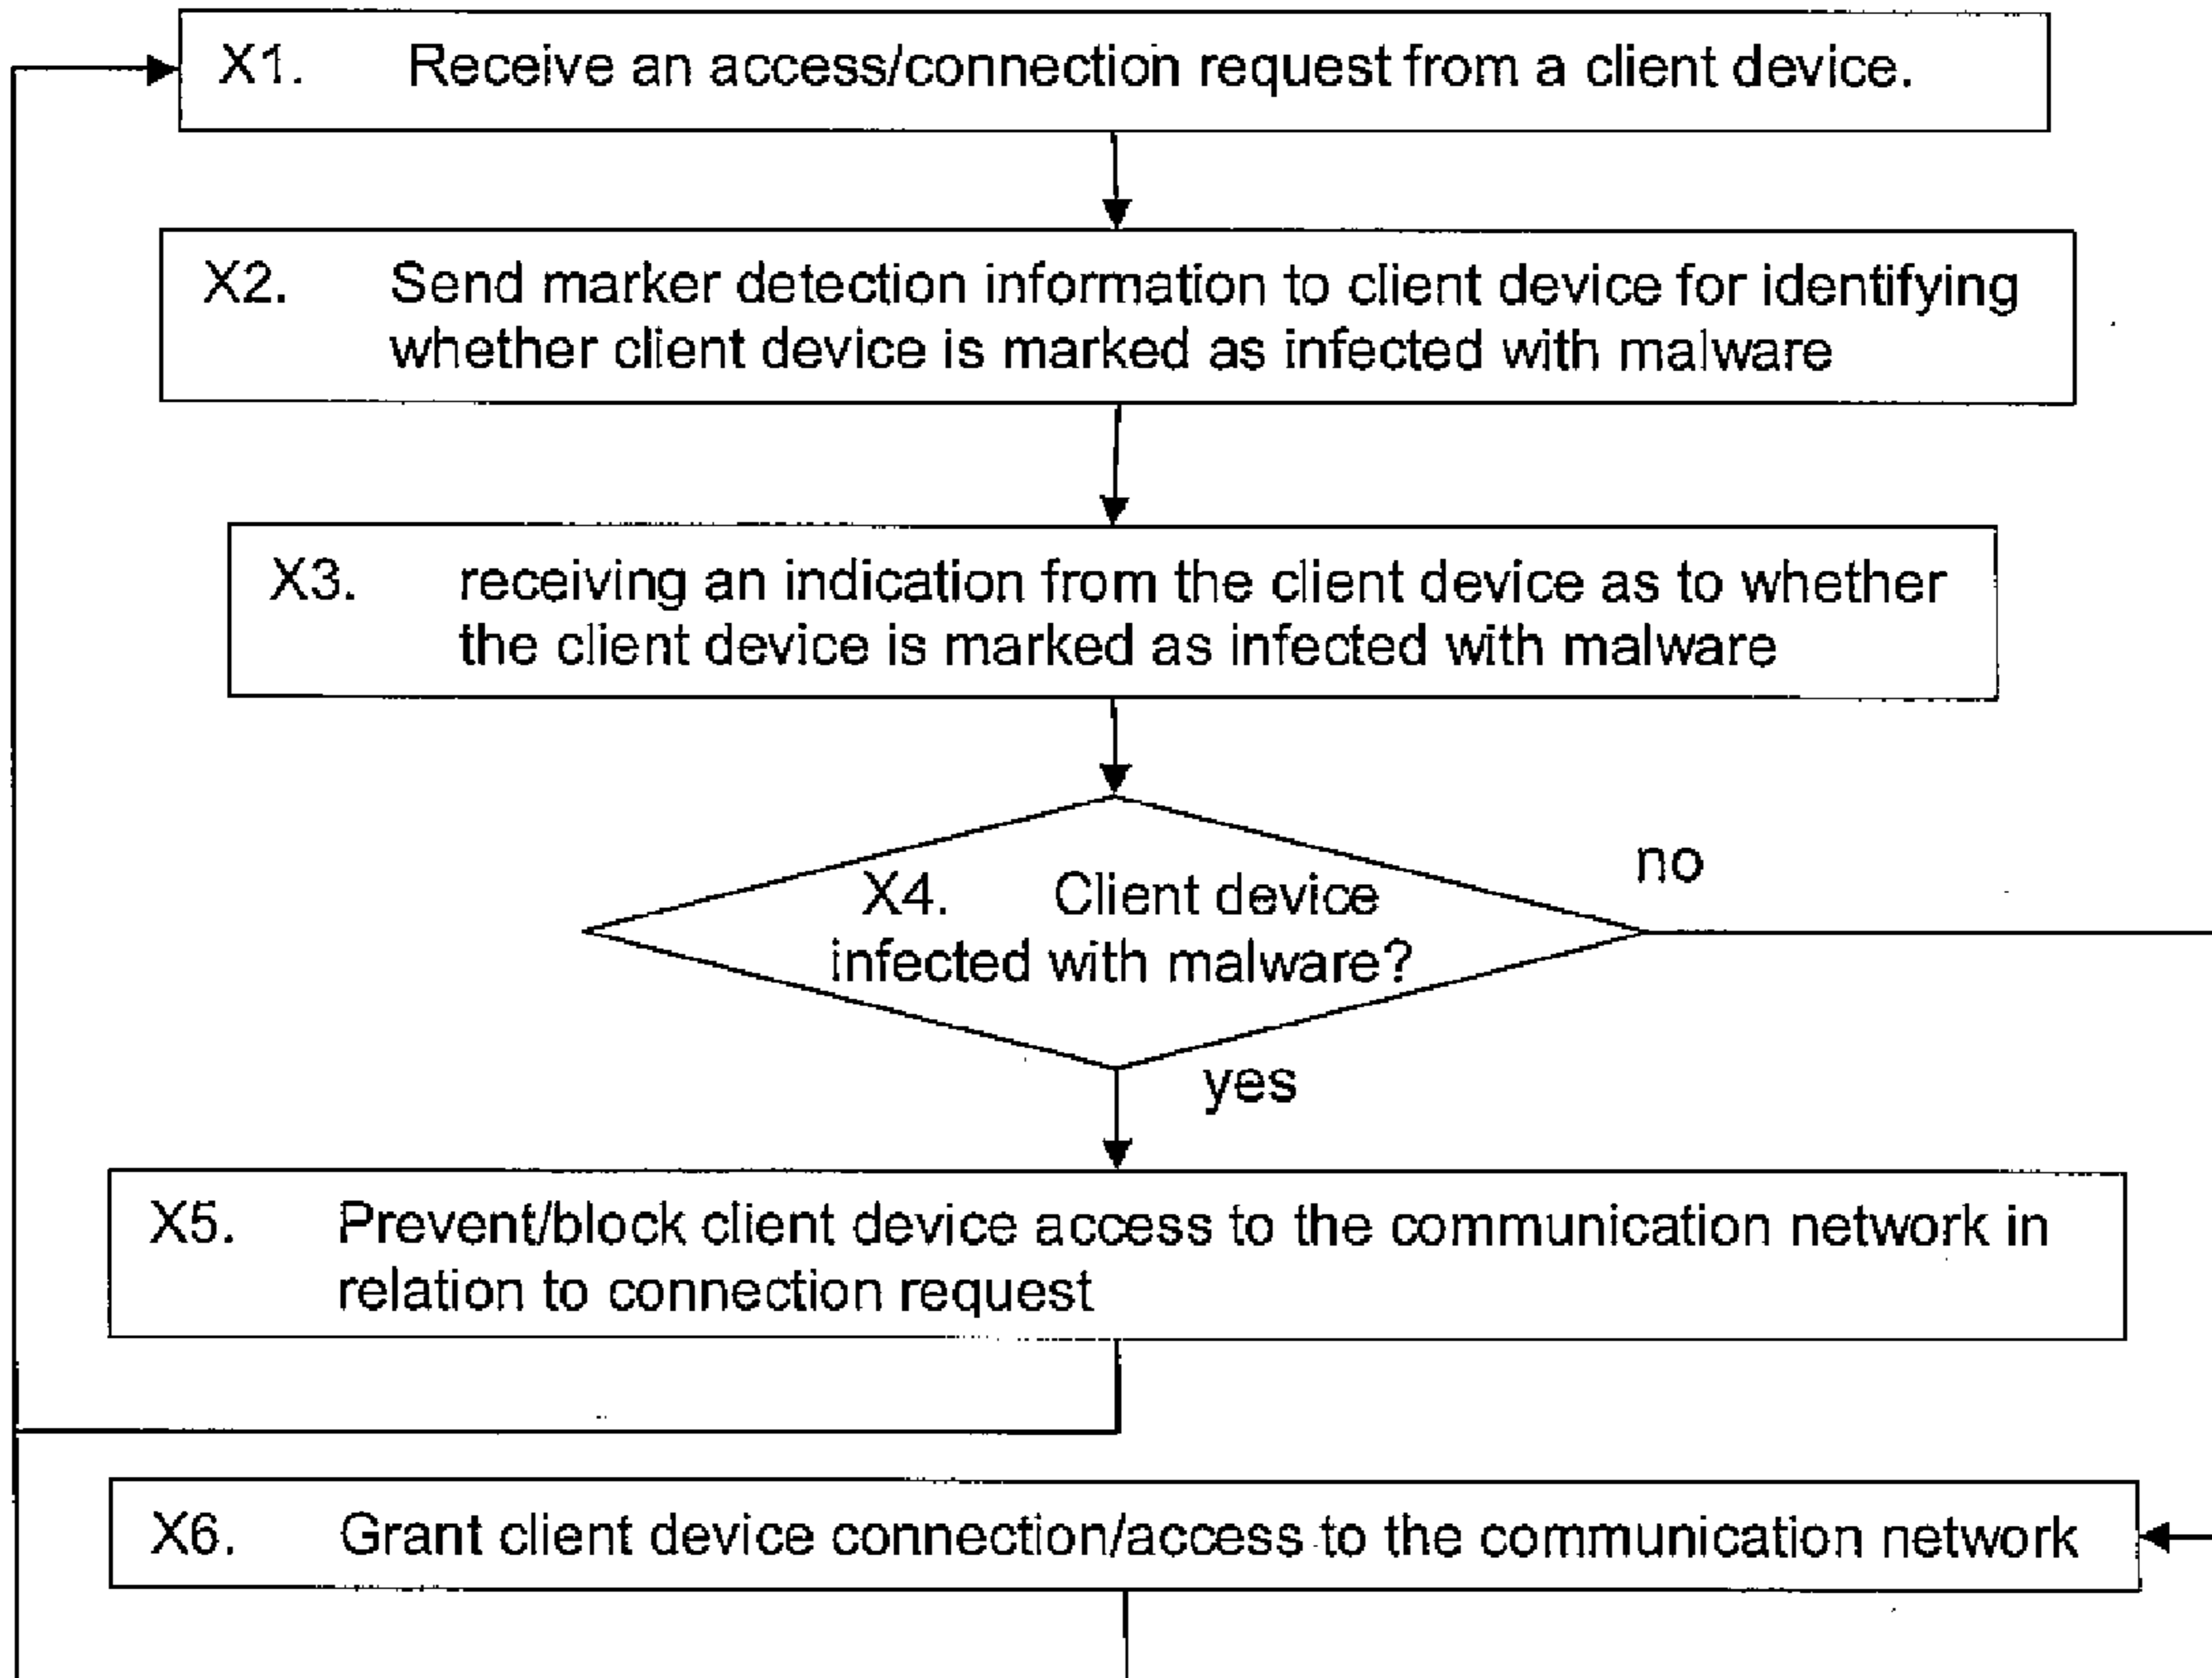 X1. Receive an access/connection request from a client device.
X2. Send marker detection information to client device for identifying
whether client device is marked as infected with malware
X3. receiving an indication from the client device as to whether
the client device is marked as infected with malware
no
X4. Client device
infected with malware?
yes
X5. Prevent/block client device access to the communication network in
relation to connection request
X6. Grant client device connection/access to the communication network